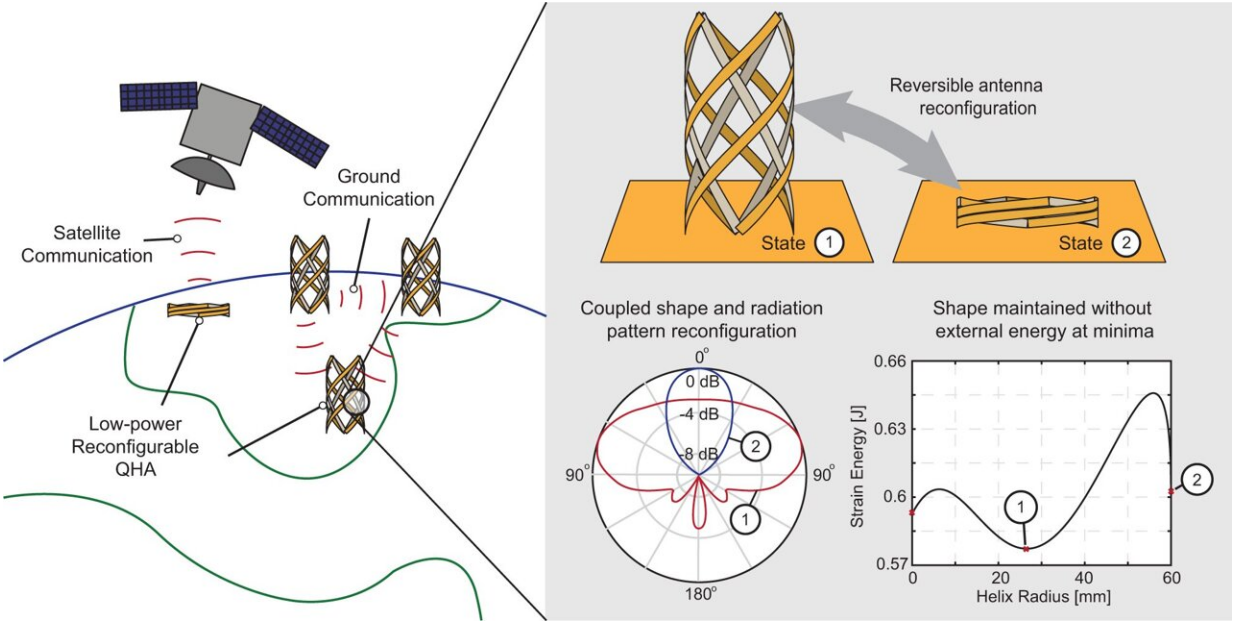 Satellite
Communication
Ground
Communication
Low-power
Reconfigurable
QHA
Reversible antenna
reconfiguration
State 1
State 2
Coupled shape and radiation
pattern reconfiguration
0°
0 dB
-4 dB
-8 dB
90°
90°
180°
2
1
Shape maintained without
external energy at minima
0.66
0.63
0.6
0.57
Strain Energy [J]
1
2
0
20
40
60
Helix Radius [mm]